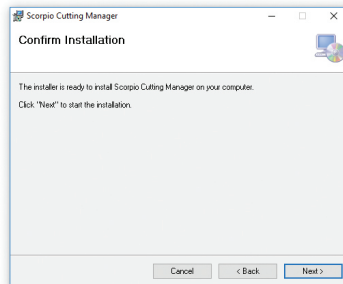 Scorpio Cutting Manager
Confirm Installation
The installer is ready to install Scorpio Cutting Manager on your computer.
Click "Next" to start the installation.
Cancel
< Back
Next >